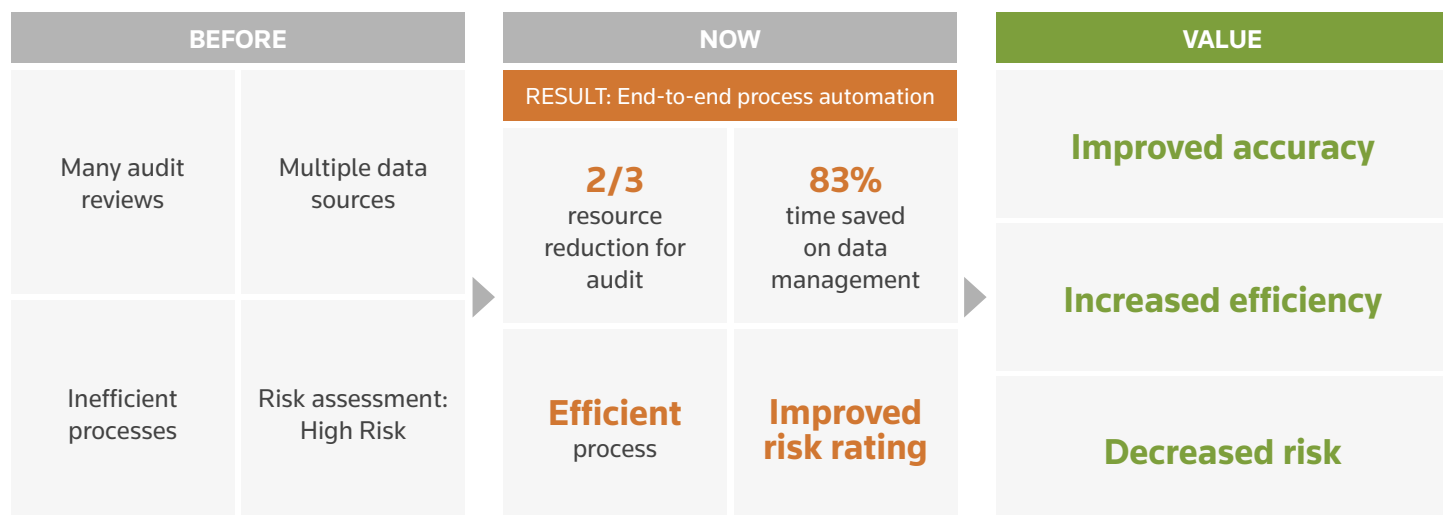 BEFORE
Many audit
reviews
Multiple data
sources
Inefficient
processes
Risk assessment:
High Risk
NOW
RESULT: End-to-end process automation
2/3
resource
reduction for
audit
83%
time saved
on data
management
Efficient
process
Improved
risk rating
VALUE
Improved accuracy
Increased efficiency
Decreased risk